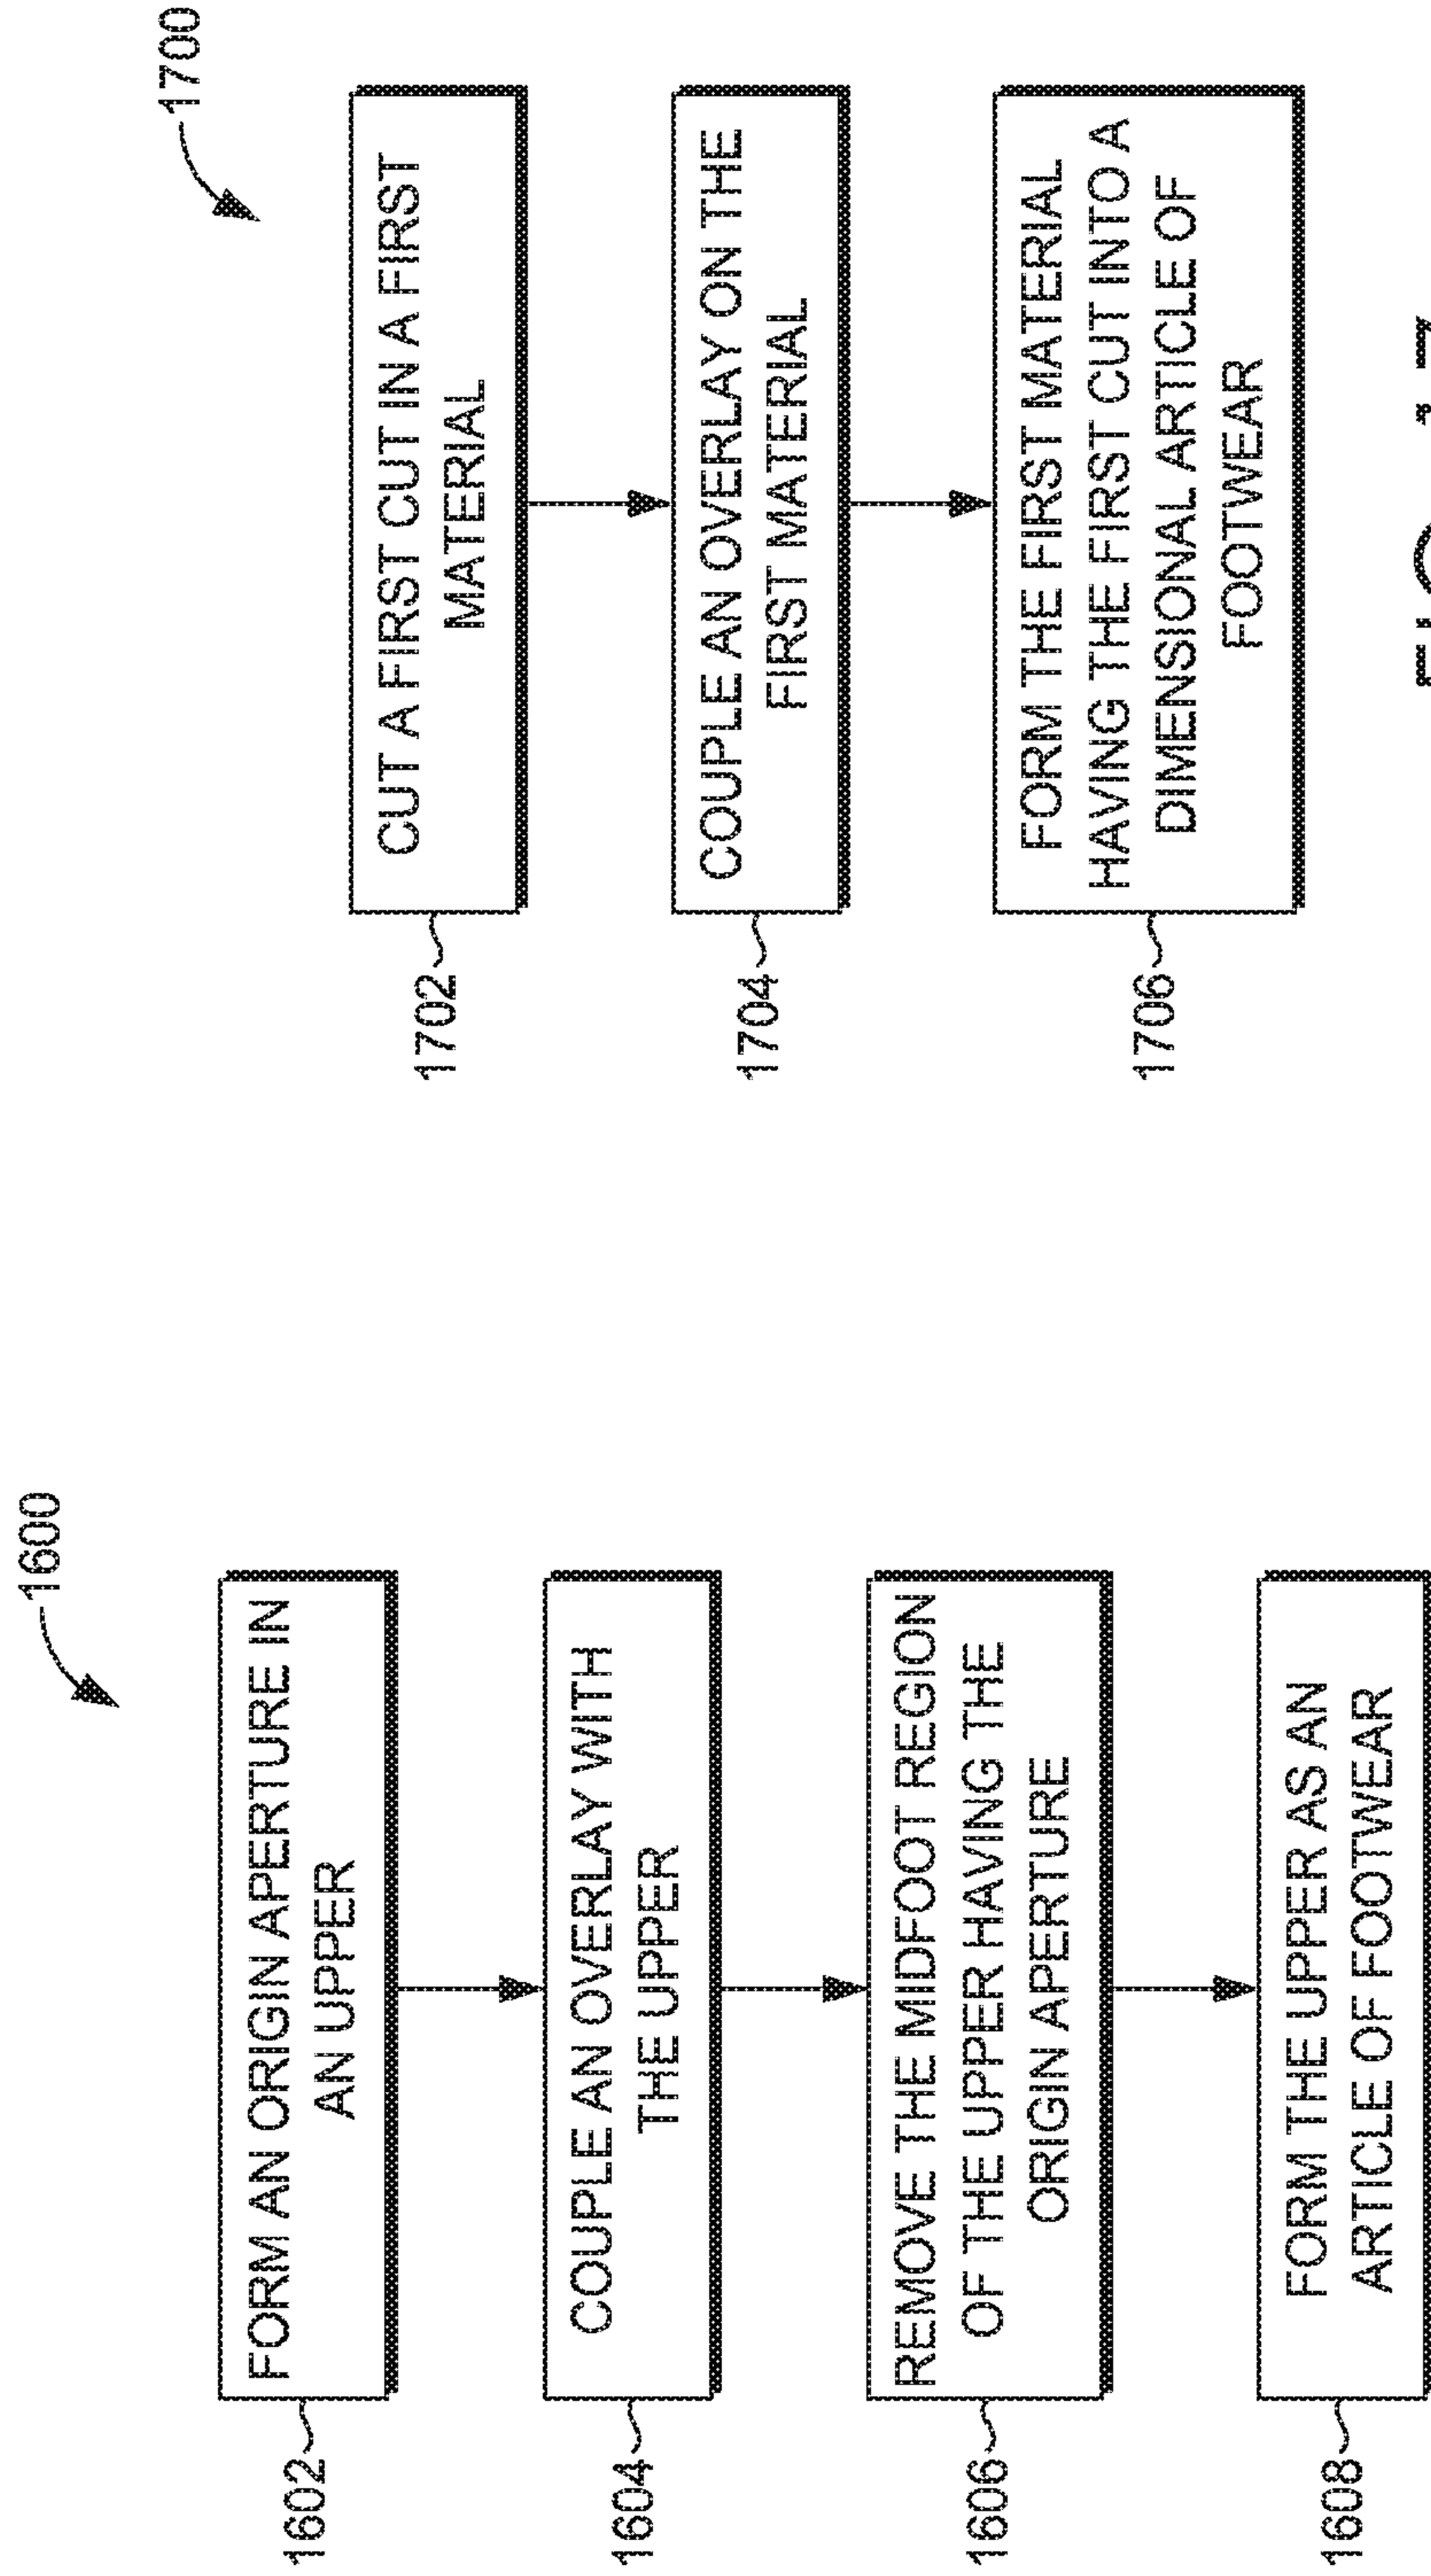 1600
1602
FORM AN ORIGIN APERTURE IN
AN UPPER
1604
COUPLE AN OVERLAY WITH
THE UPPER
1606
REMOVE THE MIDFOOT REGION
OF THE UPPER HAVING THE
ORIGIN APERTURE
1608
FORM THE UPPER AS AN
ARTICLE OF FOOTWEAR
1700
1702
CUT A FIRST CUT IN A FIRST
MATERIAL
1704
COUPLE AN OVERLAY ON THE
FIRST MATERIAL
1706
FORM THE FIRST MATERIAL
HAVING THE FIRST CUT INTO A
DIMENSIONAL ARTICLE OF
FOOTWEAR